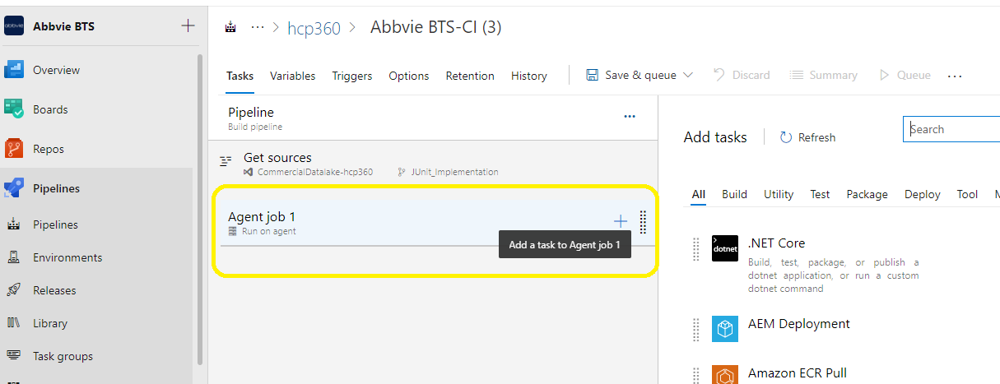 abbvie
Abbvie BTS
+
Overview
Boards
Repos
Pipelines
Pipelines
Environments
Releases
Library
Task groups
··· > hcp360 > Abbvie BTS-CI (3)
Tasks Variables Triggers Options Retention History Save & queue Discard Summary Queue ...
Pipeline
Build pipeline
...
Get sources
CommercialDatalake-hcp360 JUnit_Implementation
Agent job 1
Run on agent
+
Add a task to Agent job 1
Add tasks Refresh Search
All Build Utility Test Package Deploy Tool
dotnet
.NET Core
Build, test, package, or publish a
dotnet application, or run a custom
dotnet command
AEM Deployment
Amazon ECR Pull